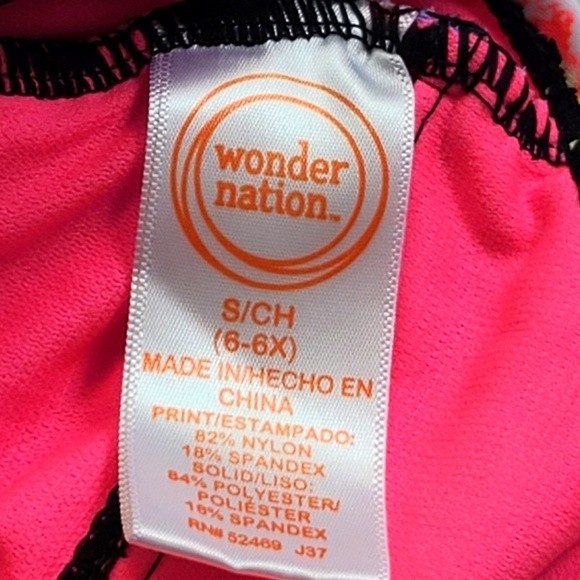 wonder
nation™
S/CH
(6-6X)
MADE IN/HECHO EN
CHINA
PRINT/ESTAMPADO:
82% NYLON
18% SPANDEX
SOLID/LISO:
84% POLYESTER/
POLIÉSTER
16% SPANDEX
RN# 52469 J37